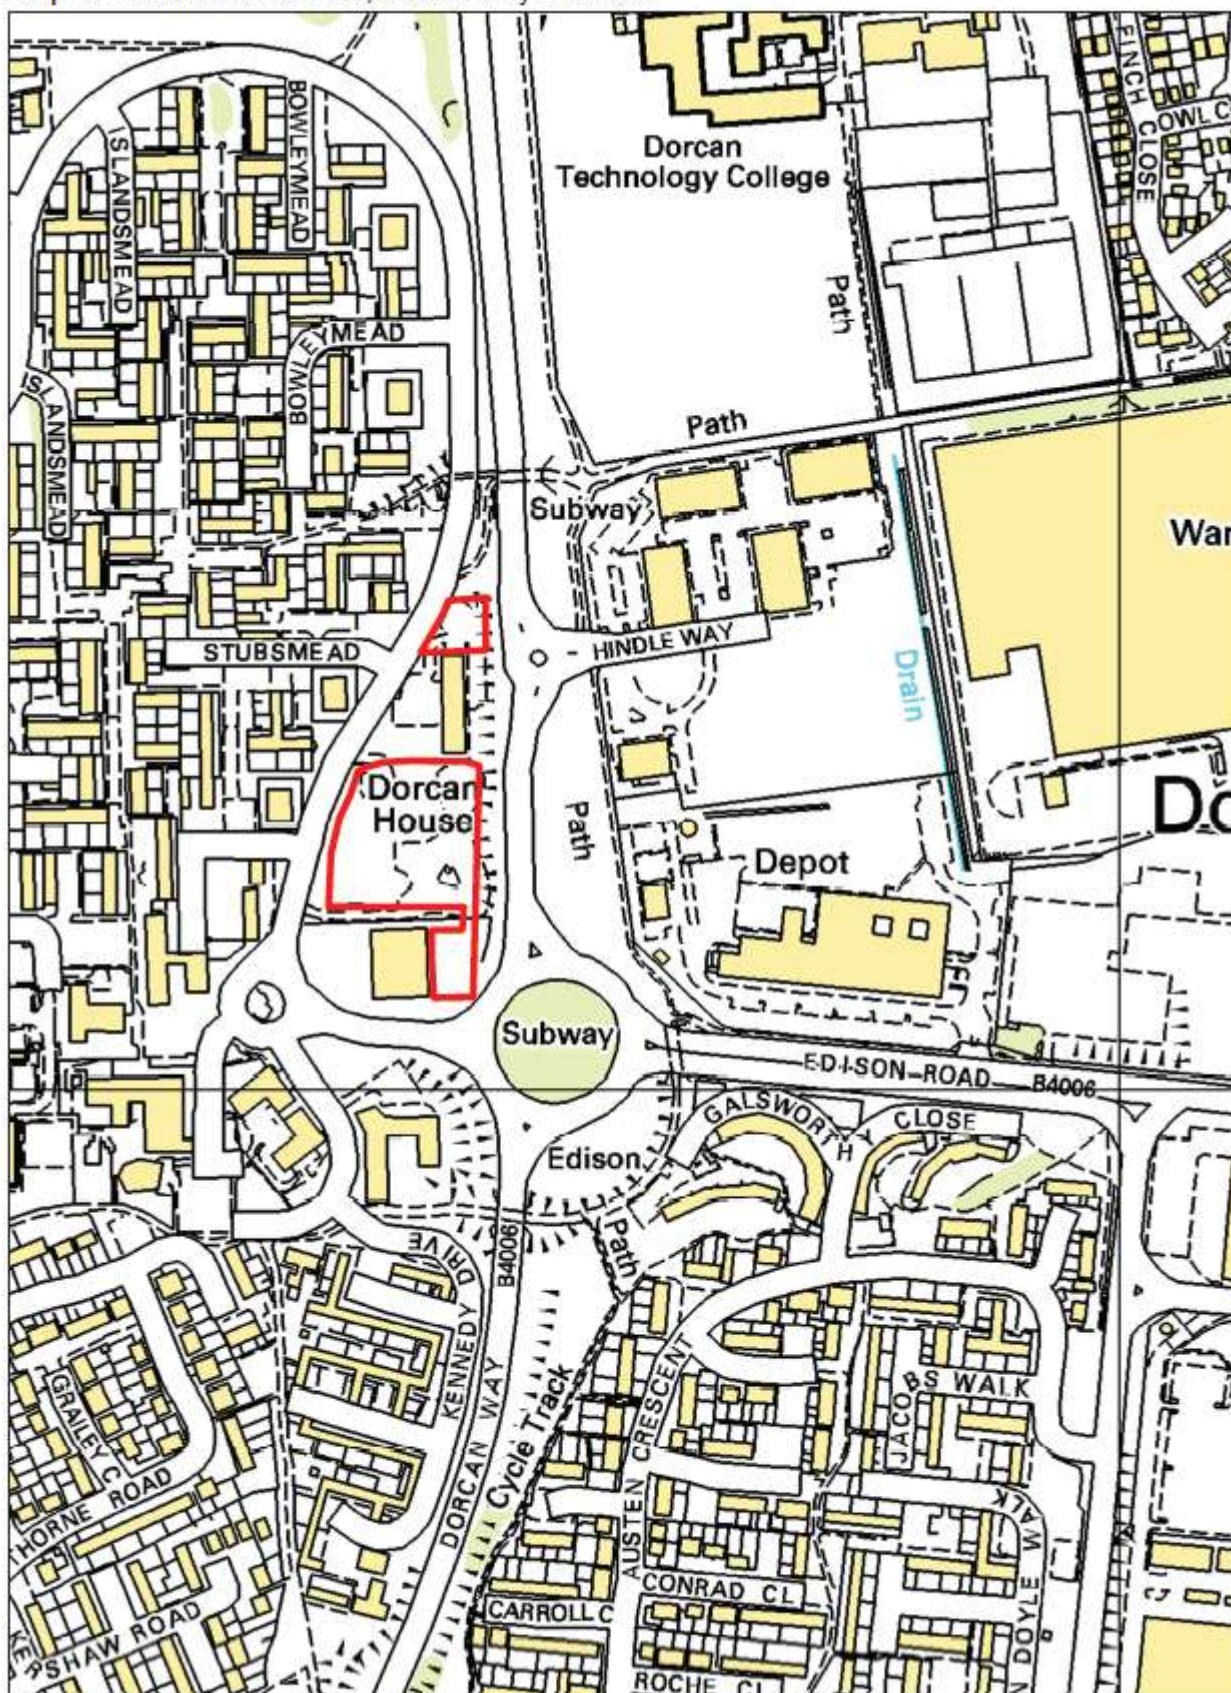 FINCH CLOSE
OWL C
BOWLEYMEAD
ISLANDSMEAD
Dorcan
Technology College
Path
BOWLEYMEAD
ISLANDSMEAD
Path
Subway
War
STUBSMEAD
HINDLE WAY
Drain
Dorcan
House
Path
Do
Depot
Subway
EDISON ROAD B4006
GALSWORTHY
CLOSE
Edison
Path
B4006
KENNEDY DRIVE
DORCAN WAY
Cycle Track
AUSTEN CRESCENT
JACOBS WALK
GRAILEY C
THORNE ROAD
WALK
CONRAD CL
CARROLL C
KERSHAW ROAD
N DOYLE
ROCHE CL